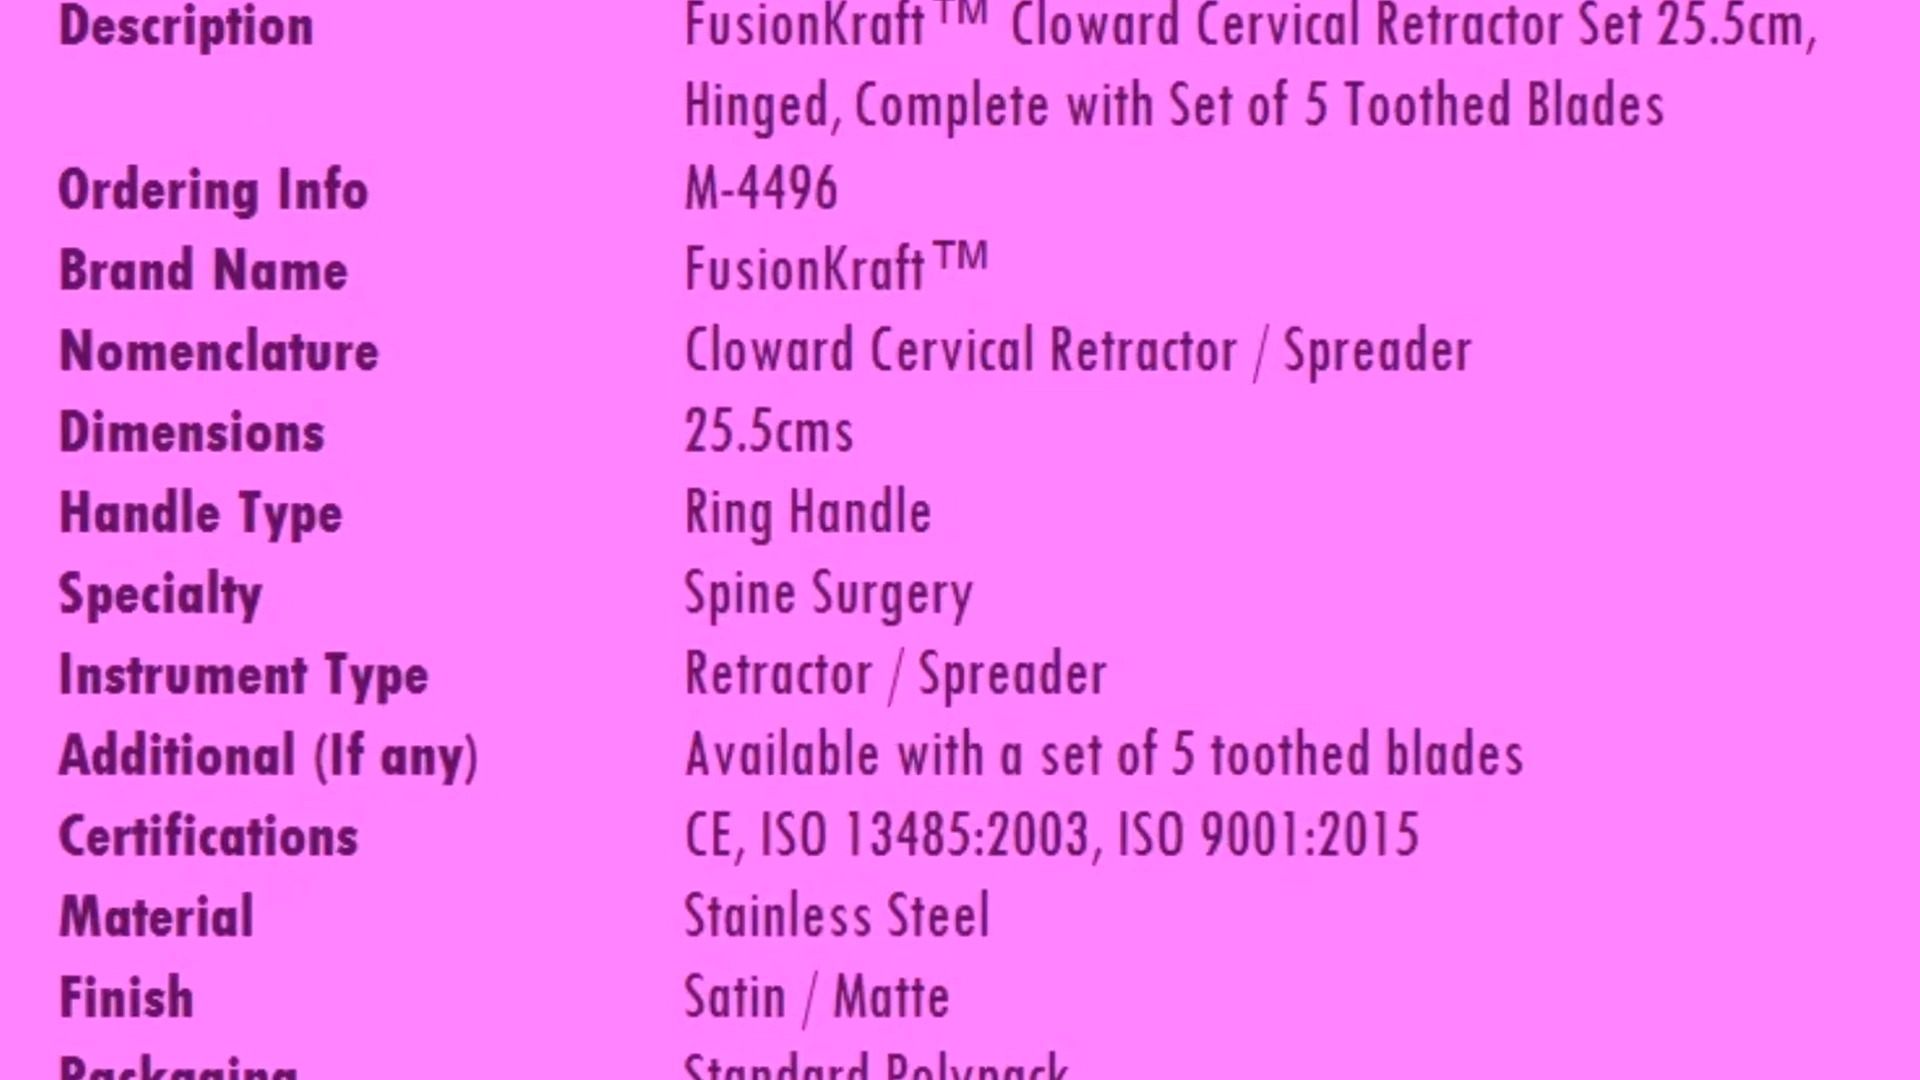 Description FusionKraft™ Cloward Cervical Retractor Set 25.5cm,
Hinged, Complete with Set of 5 Toothed Blades
Ordering Info M-4496
Brand Name FusionKraft™
Nomenclature Cloward Cervical Retractor / Spreader
Dimensions 25.5cms
Handle Type Ring Handle
Specialty Spine Surgery
Instrument Type Retractor / Spreader
Additional (If any) Available with a set of 5 toothed blades
Certifications CE, ISO 13485:2003, ISO 9001:2015
Material Stainless Steel
Finish Satin / Matte
Packaging Standard Polypack